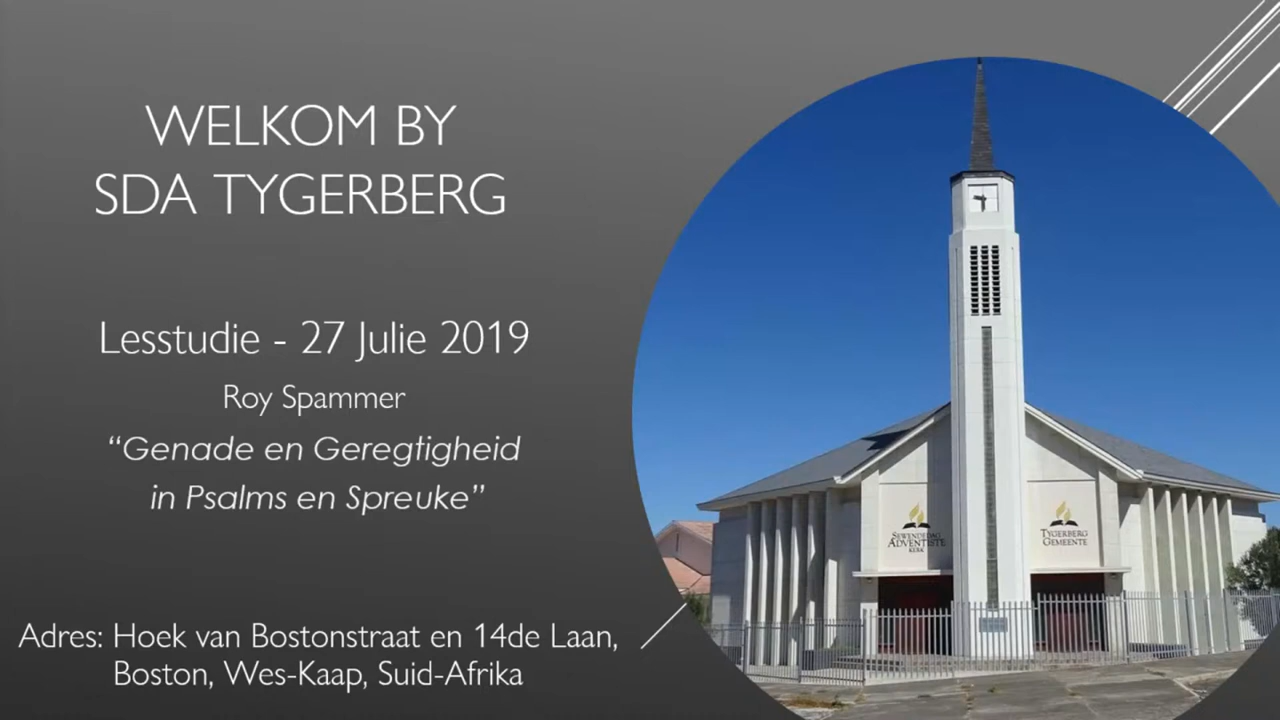 WELKOM BY
SDA TYGERBERG
Lesstudie - 27 Julie 2019
Roy Spammer
“Genade en Geregtigheid
in Psalms en Spreuke”
Adres: Hoek van Bostonstraat en 14de Laan,
Boston, Wes-Kaap, Suid-Afrika
SEWENDEDAG
ADVENTISTE
KERK
TYGERBERG
GEMEENTE